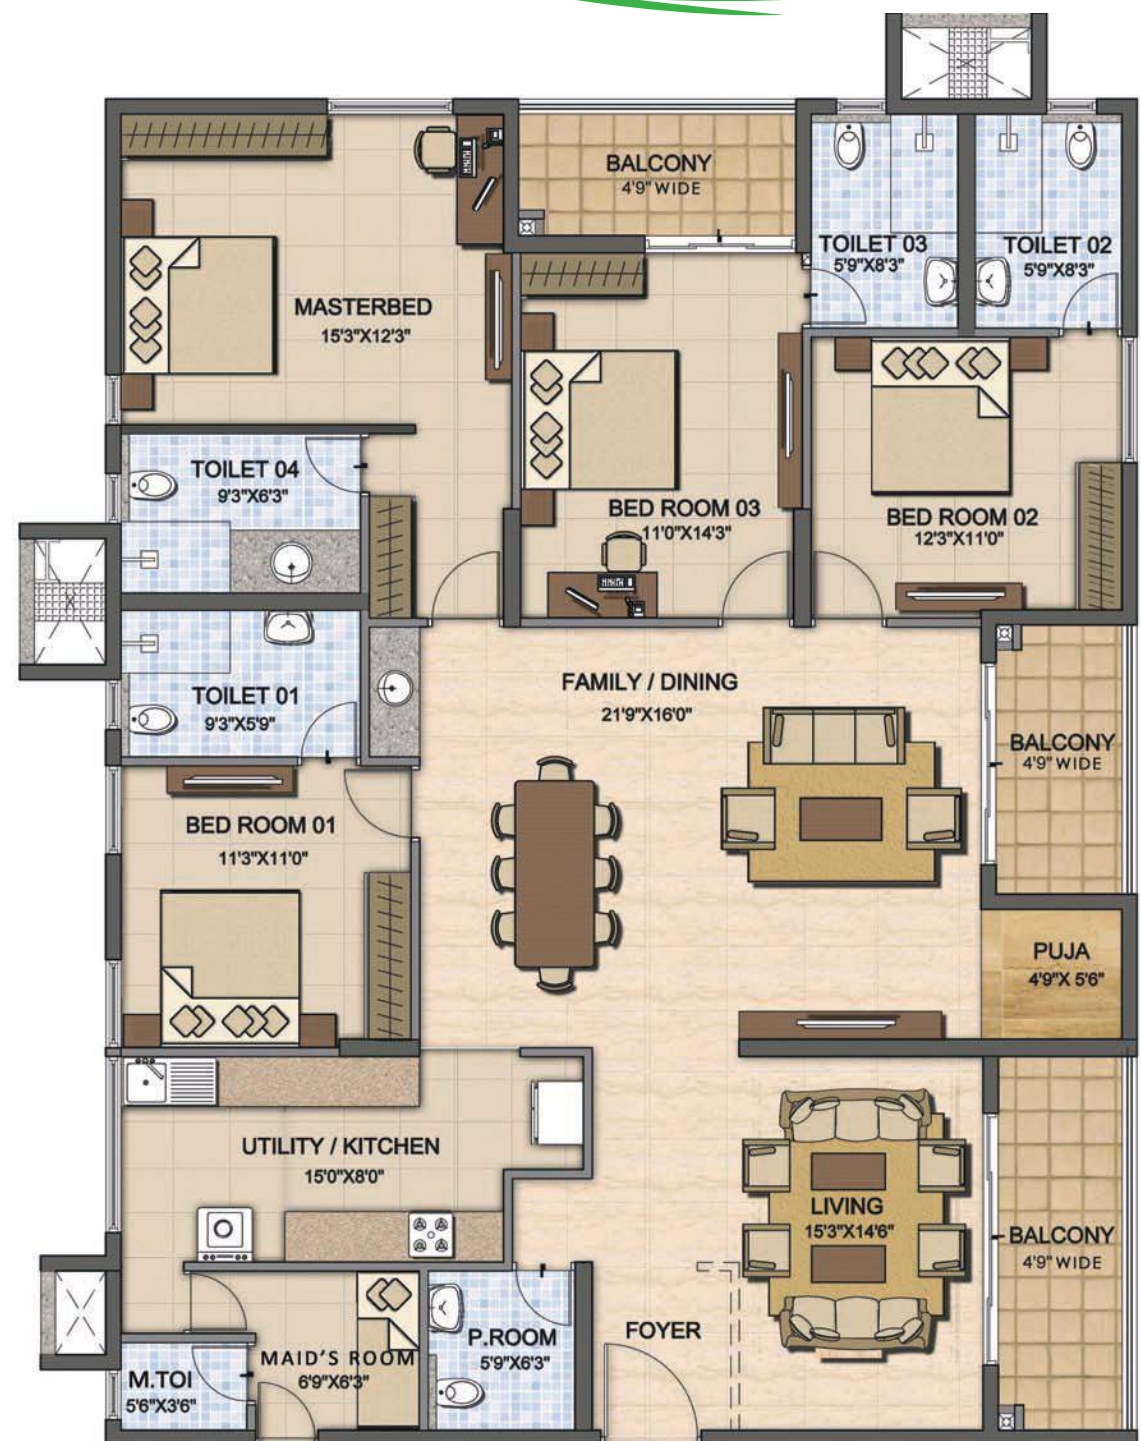 BALCONY
4'9" WIDE
TOILET 03
5'9"X8'3"
TOILET 02
5'9"X8'3"
MASTERBED
15'3"X12'3"
TOILET 04
9'3"X6'3"
BED ROOM 03
11'0"X14'3"
BED ROOM 02
12'3"X11'0"
TOILET 01
9'3"X5'9"
FAMILY / DINING
21'9"X16'0"
BALCONY
4'9" WIDE
BED ROOM 01
11'3"X11'0"
PUJA
4'9"X 5'6"
UTILITY / KITCHEN
15'0"X8'0"
LIVING
15'3"X14'6"
BALCONY
4'9" WIDE
FOYER
P.ROOM
5'9"X6'3"
MAID'S ROOM
6'9"X6'3"
M.TOI
5'6"X3'6"